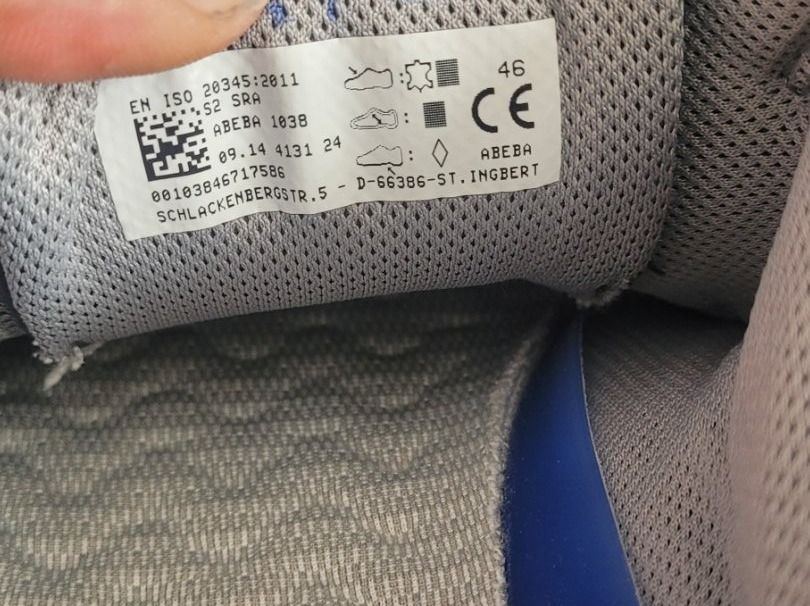 EN ISO 20345:2011
S2 SRA
ABEBA 1038
09.14 4131 24
00103846717586
SCHLACKENBERGSTR.5 - D-66386-ST.INGBERT
46
CE
ABEBA